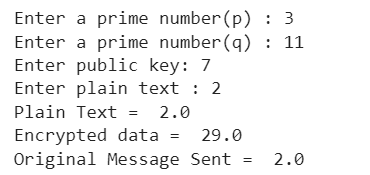 Enter a prime number(p) : 3
Enter a prime number(q) : 11
Enter public key: 7
Enter plain text : 2
Plain Text =  2.0
Encrypted data =  29.0
Original Message Sent =  2.0